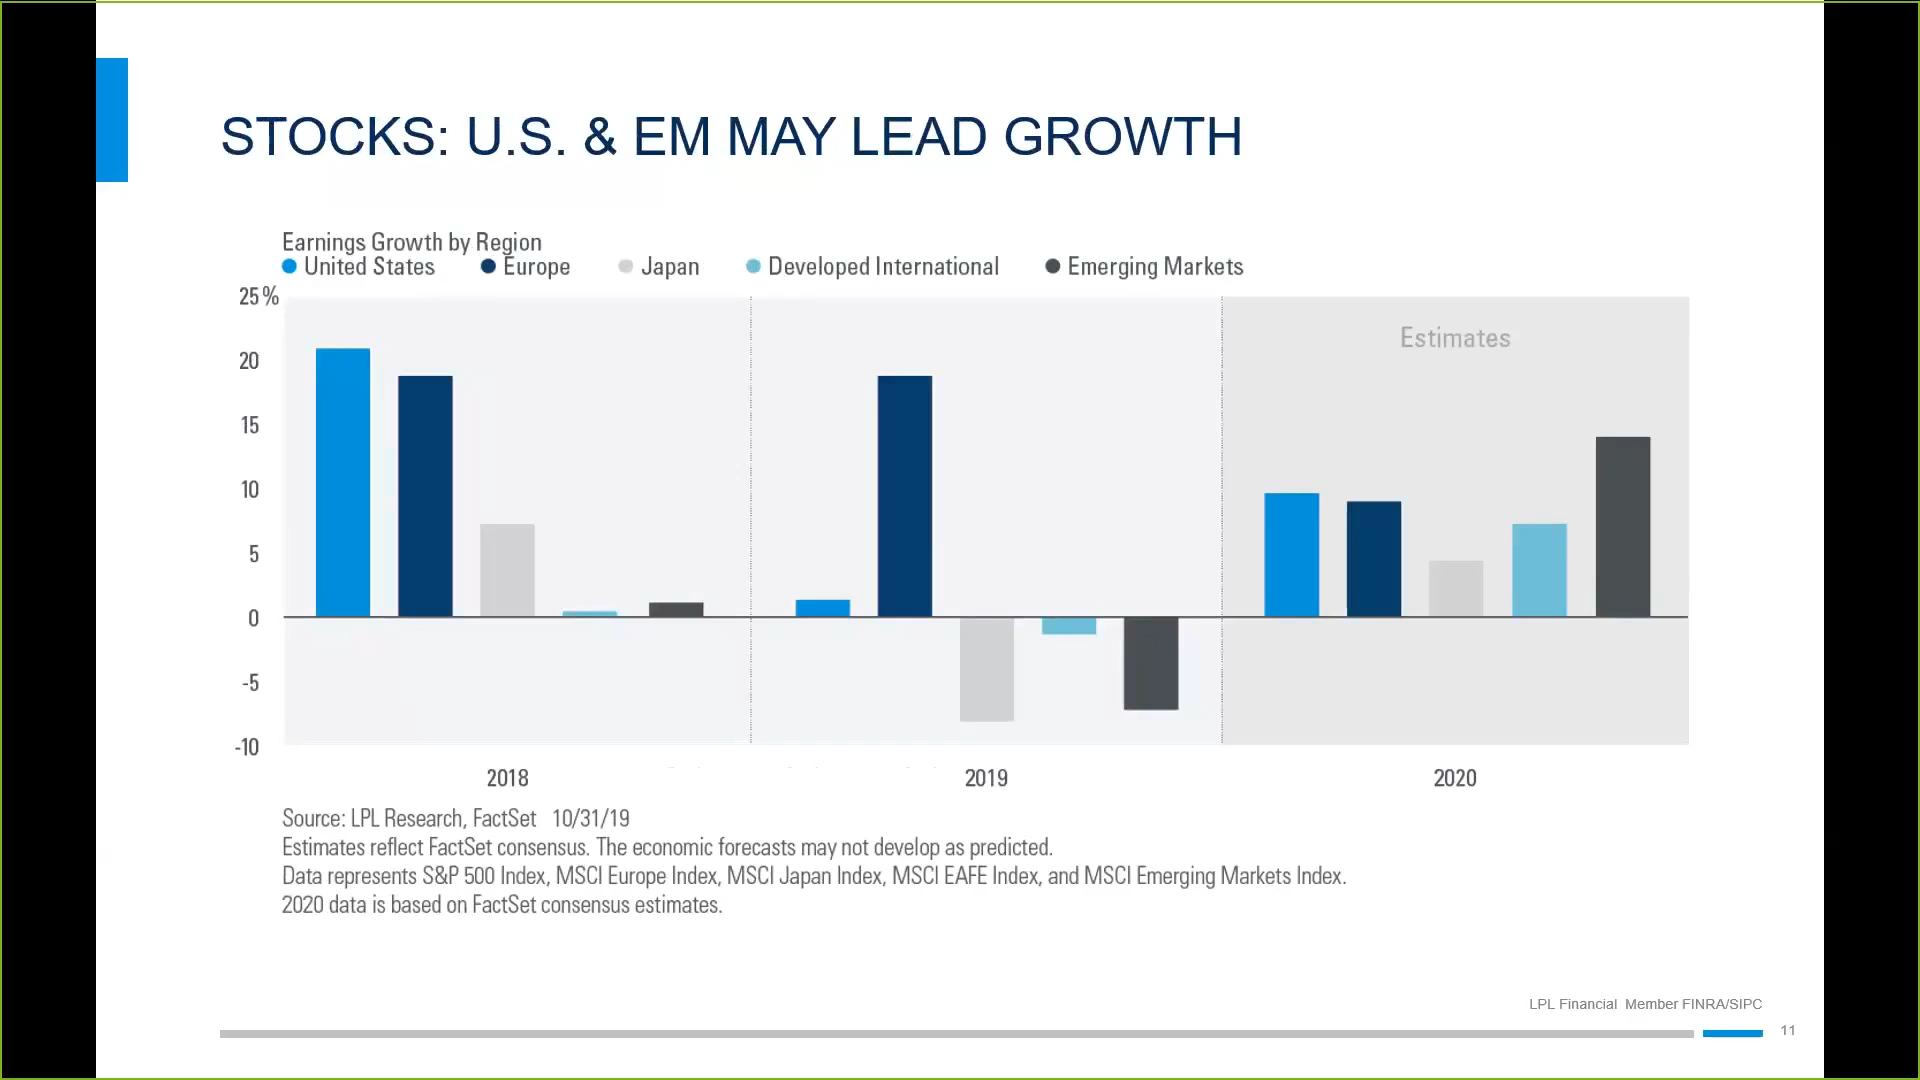 STOCKS: U.S. & EM MAY LEAD GROWTH
Earnings Growth by Region
United States Europe Japan Developed International Emerging Markets
25%
20
15
10
5
0
-5
-10
Estimates
2018 2019 2020
Source: LPL Research, FactSet 10/31/19
Estimates reflect FactSet consensus. The economic forecasts may not develop as predicted.
Data represents S&P 500 Index, MSCI Europe Index, MSCI Japan Index, MSCI EAFE Index, and MSCI Emerging Markets Index.
2020 data is based on FactSet consensus estimates.
LPL Financial Member FINRA/SIPC
11